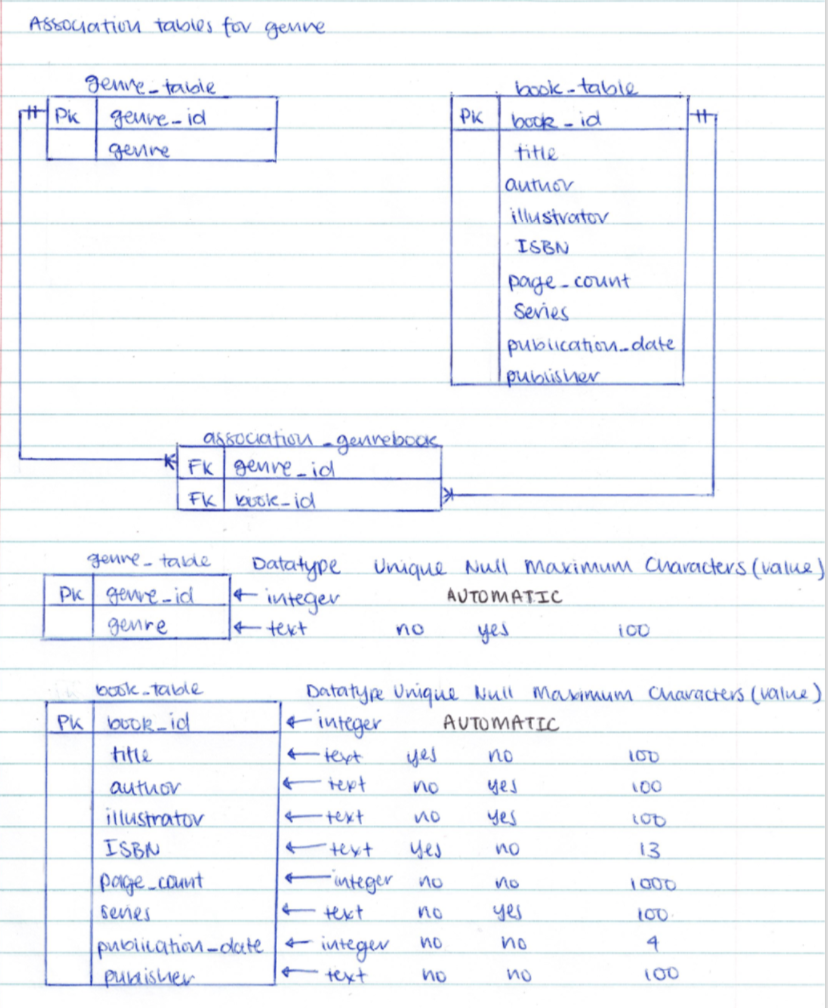 Association tables for genre
genre_table
PK genre_id
genre
book_table
PK book_id
title
author
illustrator
ISBN
page_count
Series
publication_date
publisher
association_genrebook
FK genre_id
FK book_id
genre_table Datatype Unique Null Maximum Characters (value)
PK genre_id ← integer AUTOMATIC
genre ← text no yes 100
book_table Datatype Unique Null Maximum Characters (value)
PK book_id ← integer AUTOMATIC
title ← text yes no 100
author ← text no yes 100
illustrator ← text no yes 100
ISBN ← text yes no 13
page_count ← integer no no 1000
series ← text no yes 100
publication_date ← integer no no 4
publisher ← text no no 100